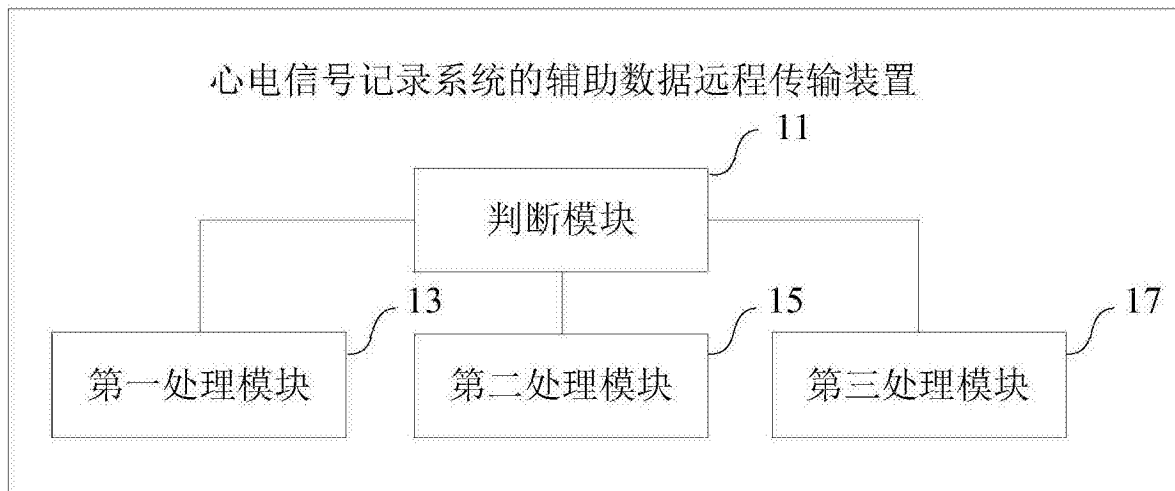 心电信号记录系统的辅助数据远程传输装置
11
判断模块
13
15
17
第一处理模块
第二处理模块
第三处理模块